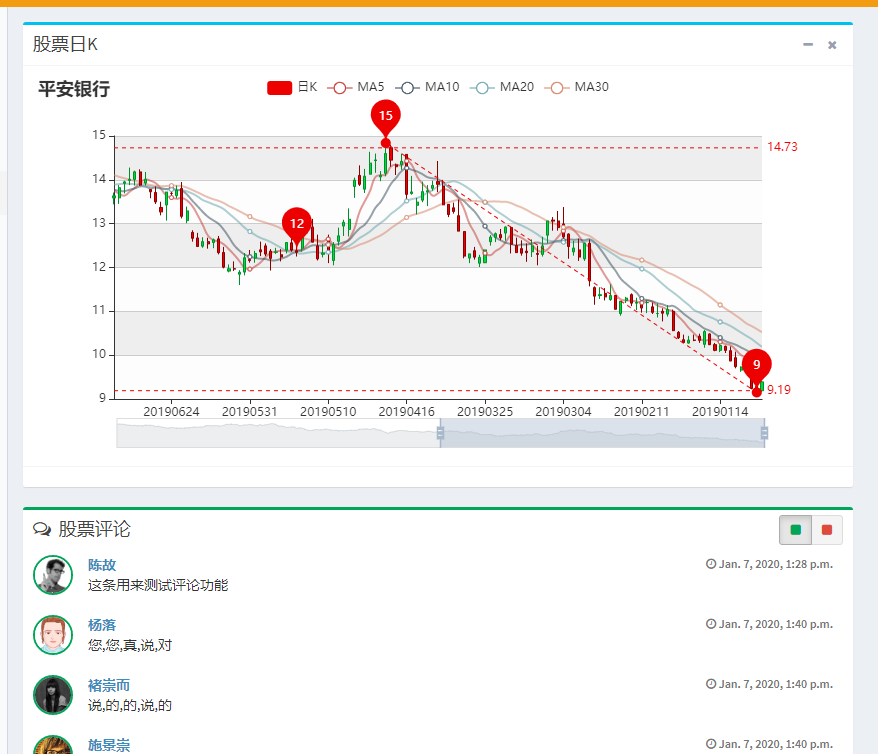 股票日K
平安银行
日K MA5 MA10 MA20 MA30
15
15
14.73
14
13
12
12
11
10
9
9.19
9
20190624 20190531 20190510 20190416 20190325 20190304 20190211 20190114
股票评论
陈故 Jan. 7, 2020, 1:28 p.m.
这条用来测试评论功能
杨落 Jan. 7, 2020, 1:40 p.m.
您,您,真,说,对
褚崇而 Jan. 7, 2020, 1:40 p.m.
说,的,的,说,的
施景崇 Jan. 7, 2020, 1:40 p.m.